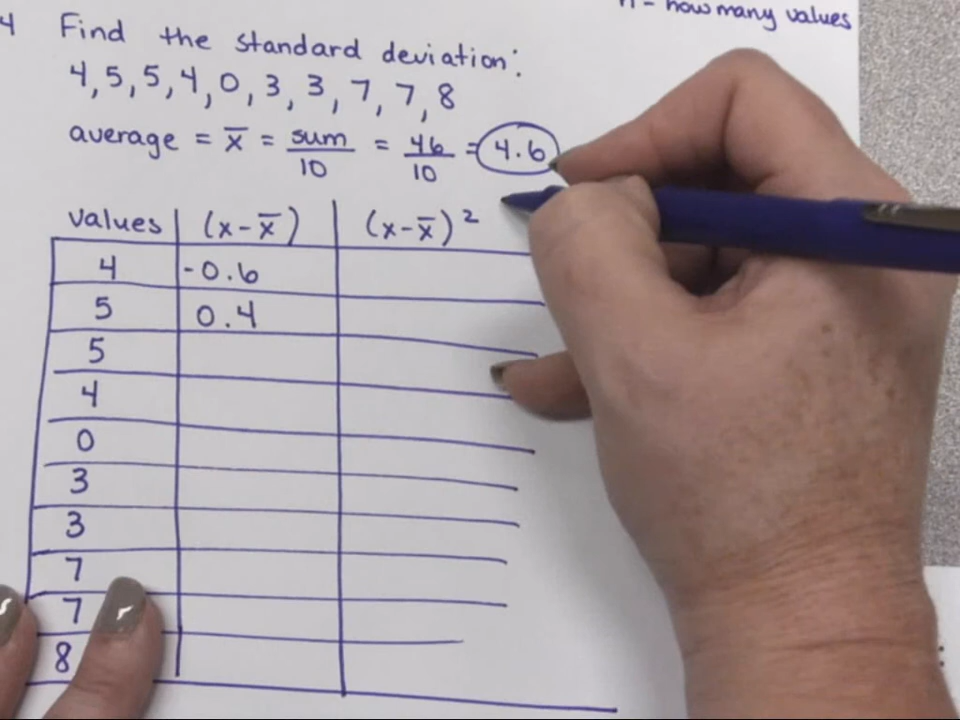 n - how many values
4 Find the standard deviation:
4, 5, 5, 4, 0, 3, 3, 7, 7, 8
average = x̅ = sum/10 = 46/10 = 4.6
values (x-x̅) (x-x̅)²
4 -0.6
5 0.4
5
4
0
3
3
7
7
8